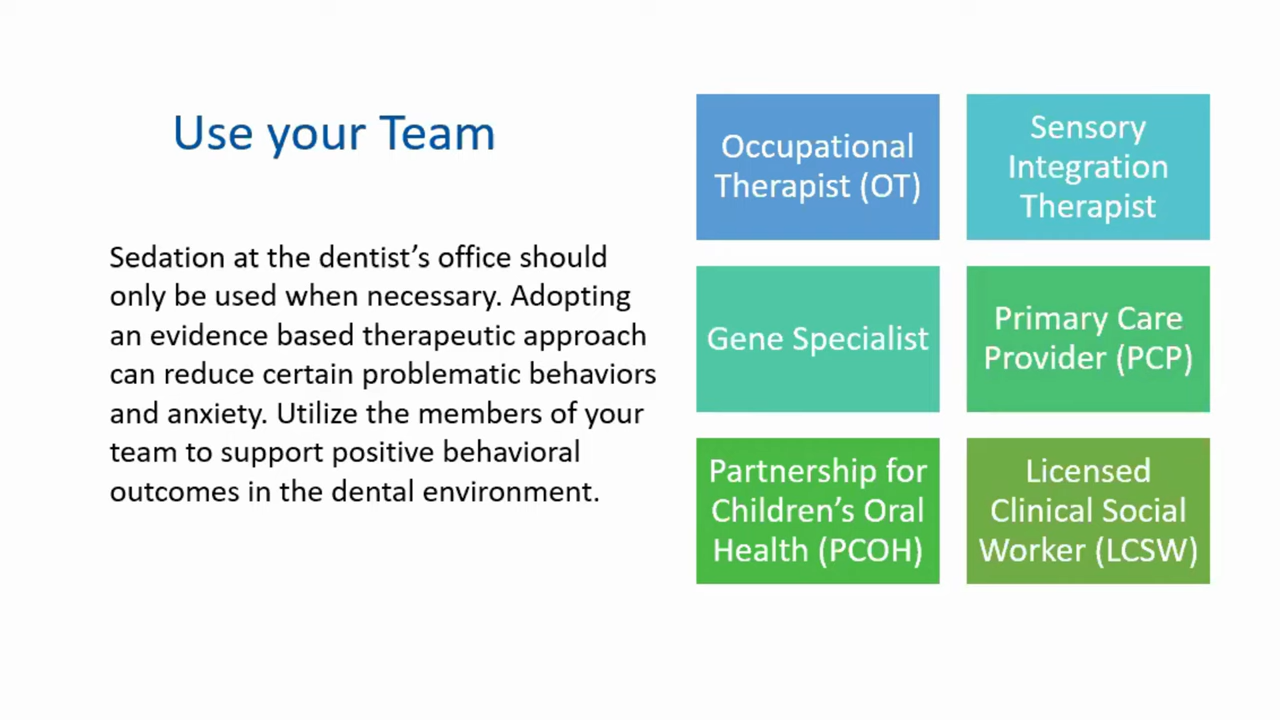 Use your Team
Sedation at the dentist’s office should
only be used when necessary. Adopting
an evidence based therapeutic approach
can reduce certain problematic behaviors
and anxiety. Utilize the members of your
team to support positive behavioral
outcomes in the dental environment.
Occupational
Therapist (OT)
Sensory
Integration
Therapist
Gene Specialist
Primary Care
Provider (PCP)
Partnership for
Children’s Oral
Health (PCOH)
Licensed
Clinical Social
Worker (LCSW)